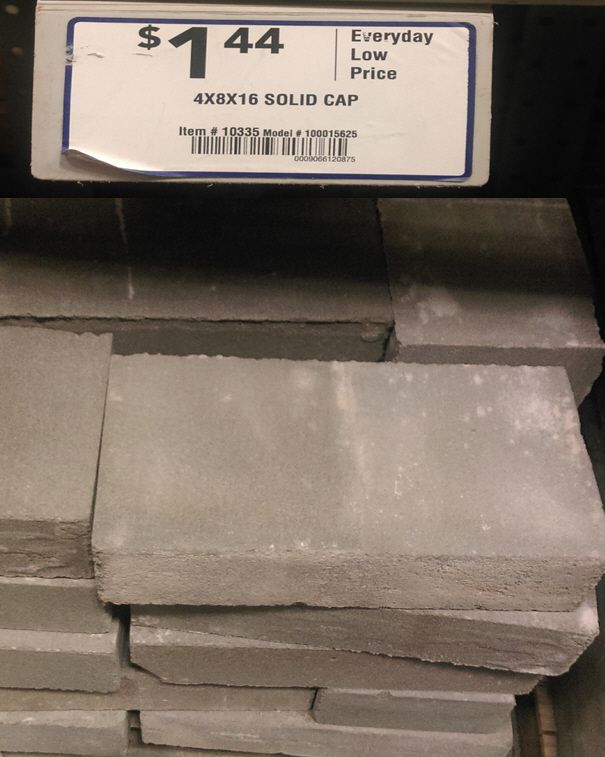 $1 44
Everyday
Low
Price
4X8X16 SOLID CAP
Item # 10335 Model # 100015625
0009066120875